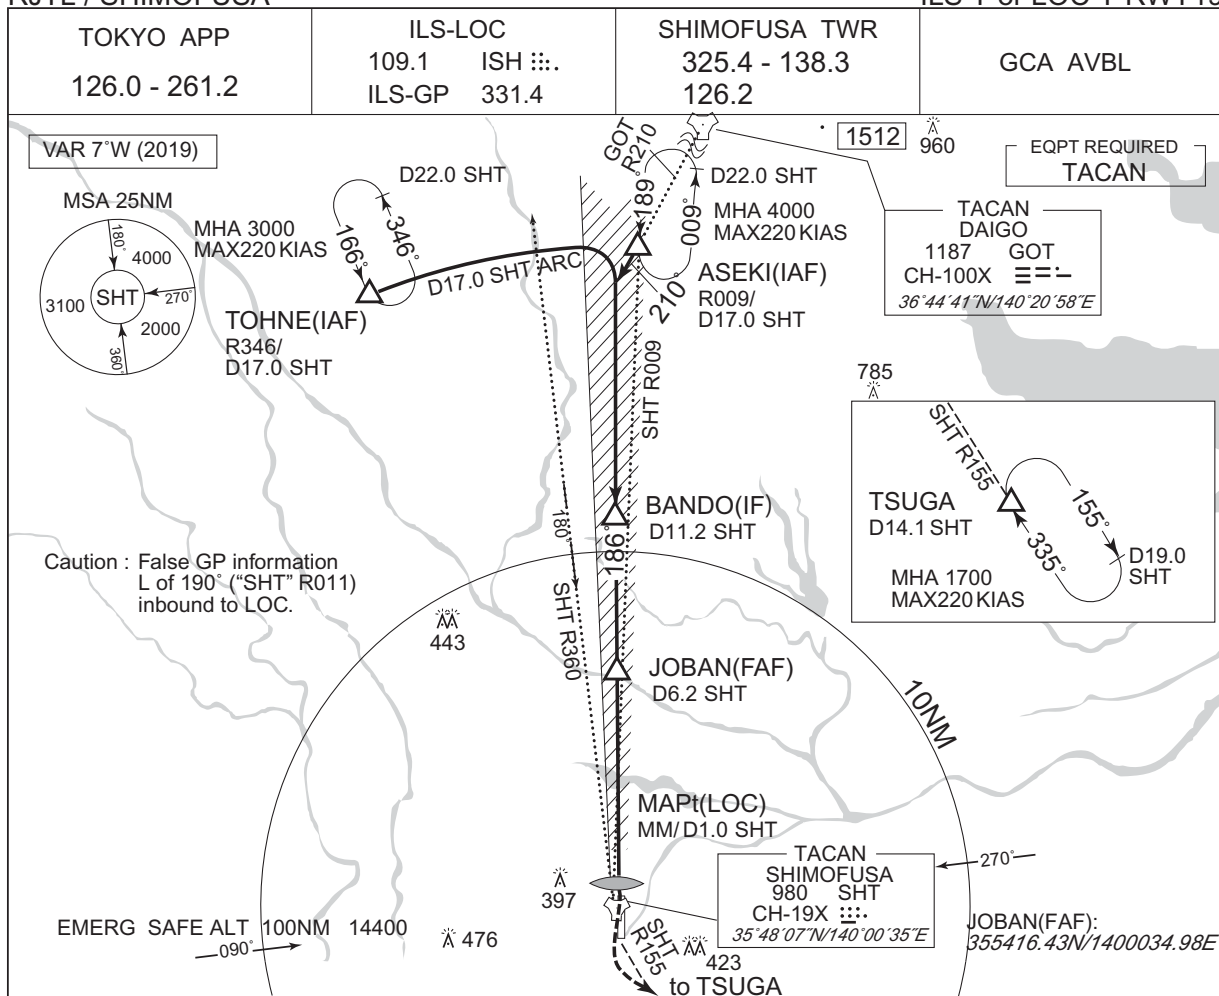 TOKYO APP
126.0 - 261.2
ILS-LOC
109.1 ISH
ILS-GP 331.4
SHIMOFUSA TWR
325.4 - 138.3
126.2
GCA AVBL
VAR 7°W (2019)
MSA 25NM
180°
4000
SHT
270°
3100
2000
360°
MHA 3000
MAX220 KIAS
D22.0 SHT
346°
166°
TOHNE(IAF)
R346/
D17.0 SHT
D17.0 SHT ARC
GOT
R210
189°
009°
D22.0 SHT
MHA 4000
MAX220 KIAS
ASEKI(IAF)
R009/
D17.0 SHT
210°
SHT R009
1512
960
EQPT REQUIRED
TACAN
TACAN
DAIGO
1187 GOT
CH-100X
36°44′41″N/140°20′58″E
785
SHT R155
TSUGA
D14.1 SHT
155°
335°
D19.0
SHT
MHA 1700
MAX220 KIAS
BANDO(IF)
D11.2 SHT
186°
180°
SHT R360
Caution : False GP information
L of 190° (“SHT” R011)
inbound to LOC.
443
JOBAN(FAF)
D6.2 SHT
10NM
MAPt(LOC)
MM/ D1.0 SHT
397
TACAN
SHIMOFUSA
980 SHT
CH-19X
35°48′07″N/140°00′35″E
270°
JOBAN(FAF):
355416.43N/1400034.98E
EMERG SAFE ALT 100NM 14400
090°
476
SHT
R155
423
to TSUGA